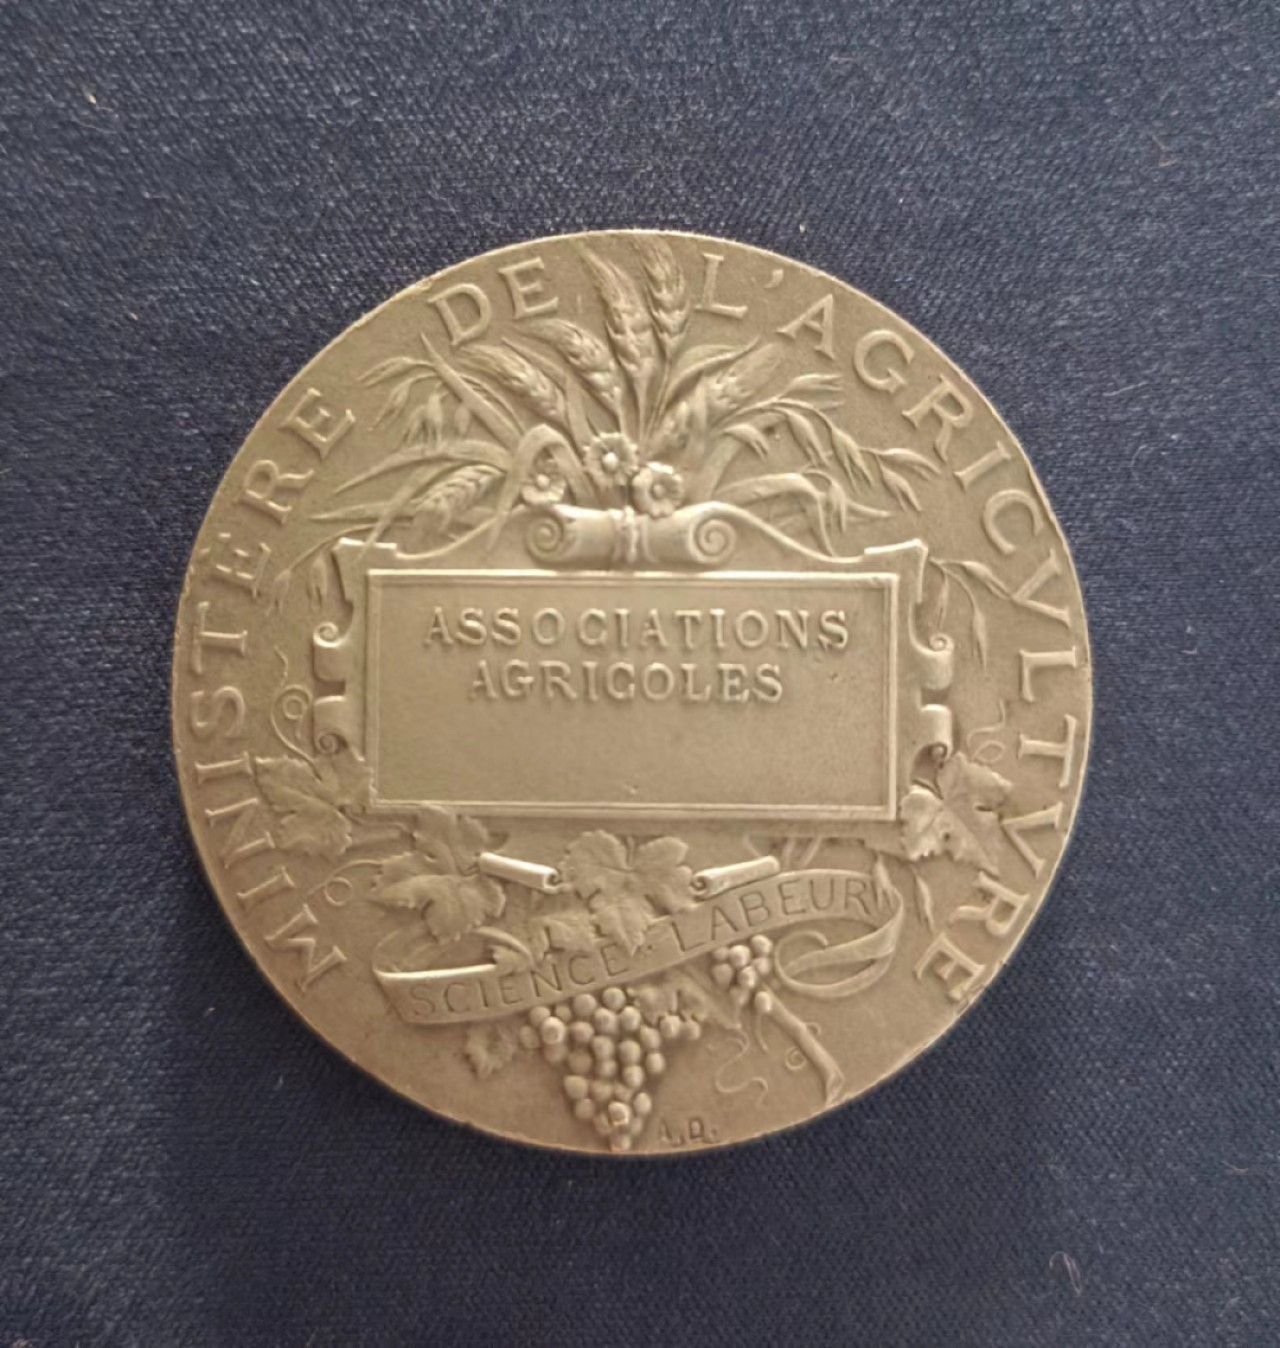 MINISTÈRE DE L'AGRICVLTVRE
ASSOCIATIONS
AGRICOLES
SCIENCE · LABEUR
A.D.